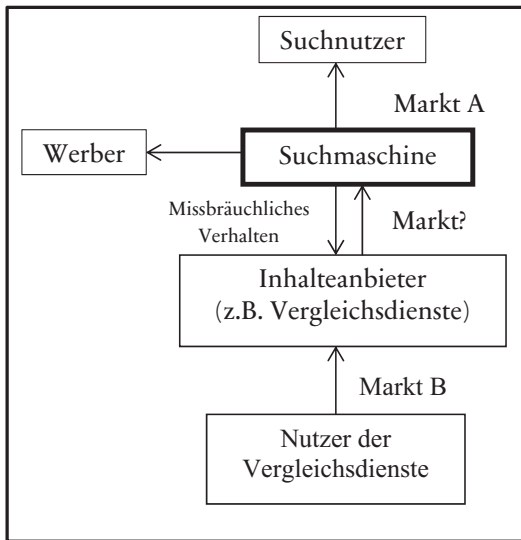 Suchnutzer
Markt A
Werber
Suchmaschine
Missbräuchliches
Verhalten
Markt?
Inhalteanbieter
(z.B. Vergleichsdienste)
Markt B
Nutzer der
Vergleichsdienste